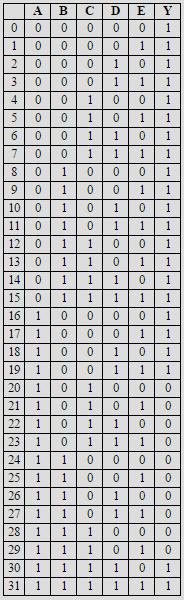 A B C D E Y
0 0 0 0 0 0 1
1 0 0 0 0 1 1
2 0 0 0 1 0 1
3 0 0 0 1 1 1
4 0 0 1 0 0 1
5 0 0 1 0 1 1
6 0 0 1 1 0 1
7 0 0 1 1 1 1
8 0 1 0 0 0 1
9 0 1 0 0 1 1
10 0 1 0 1 0 1
11 0 1 0 1 1 1
12 0 1 1 0 0 1
13 0 1 1 0 1 1
14 0 1 1 1 0 1
15 0 1 1 1 1 1
16 1 0 0 0 0 1
17 1 0 0 0 1 1
18 1 0 0 1 0 1
19 1 0 0 1 1 1
20 1 0 1 0 0 0
21 1 0 1 0 1 0
22 1 0 1 1 0 0
23 1 0 1 1 1 0
24 1 1 0 0 0 0
25 1 1 0 0 1 0
26 1 1 0 1 0 0
27 1 1 0 1 1 0
28 1 1 1 0 0 0
29 1 1 1 0 1 0
30 1 1 1 1 0 1
31 1 1 1 1 1 1